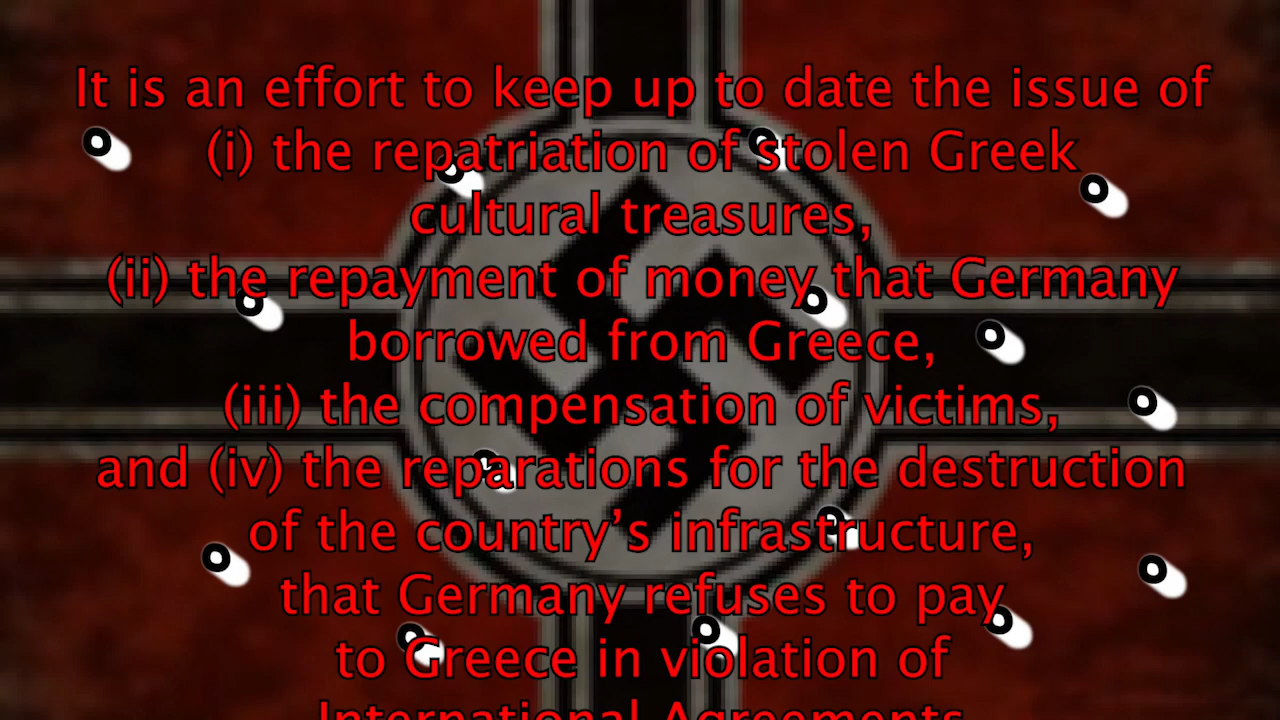 It is an effort to keep up to date the issue of
(i) the repatriation of stolen Greek
cultural treasures,
(ii) the repayment of money that Germany
borrowed from Greece,
(iii) the compensation of victims,
and (iv) the reparations for the destruction
of the country’s infrastructure,
that Germany refuses to pay
to Greece in violation of
International Agreements